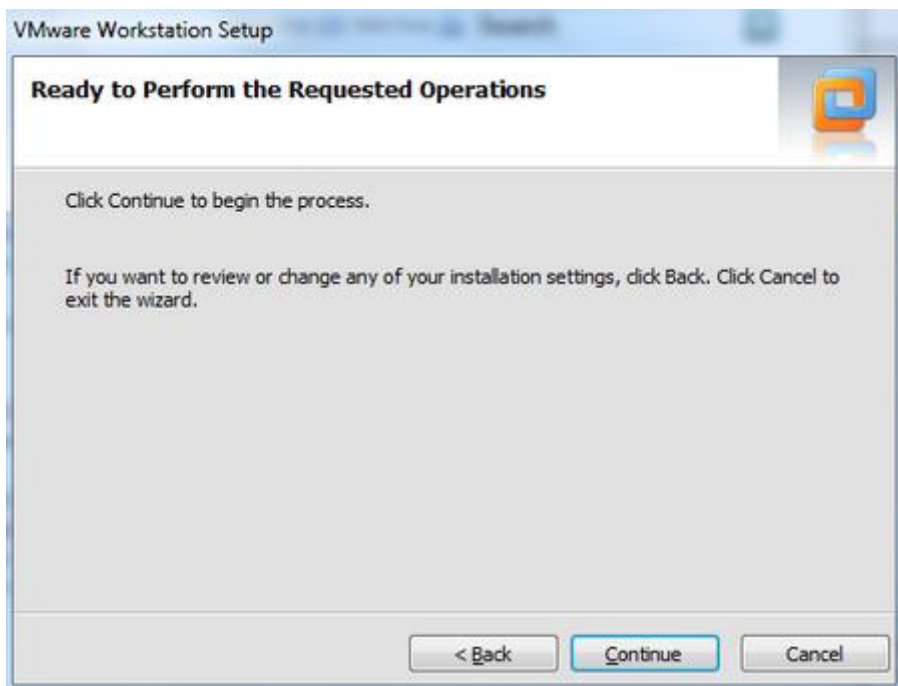 VMware Workstation Setup
Ready to Perform the Requested Operations
Click Continue to begin the process.
If you want to review or change any of your installation settings, click Back. Click Cancel to
exit the wizard.
< Back Continue Cancel